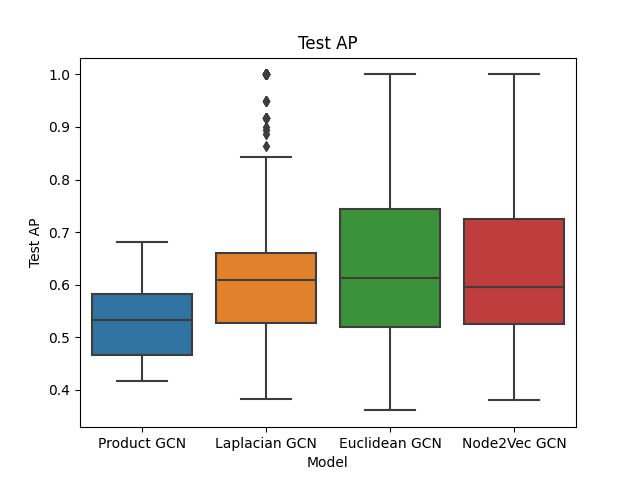 Test AP
1.0
0.9
0.8
0.7
0.6
0.5
0.4
Test AP
Product GCN Laplacian GCN Euclidean GCN Node2Vec GCN
Model